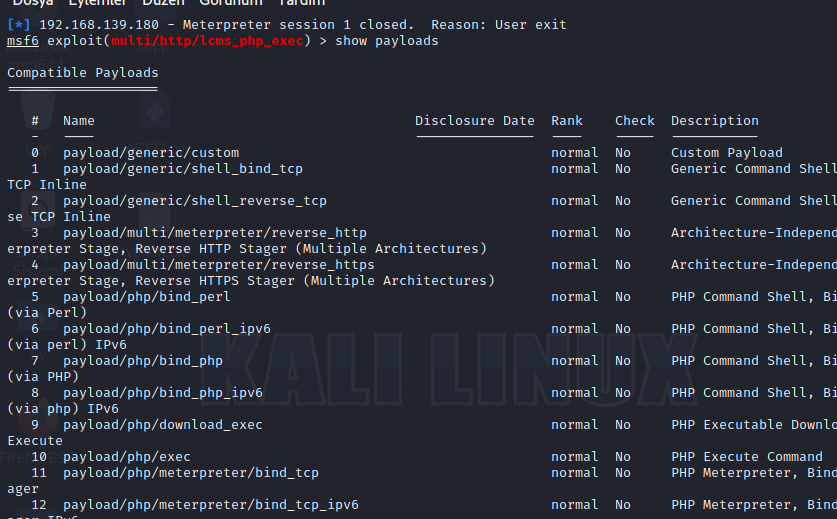 Dosya Eylemler Düzen Görünüm Yardım
[*] 192.168.139.180 - Meterpreter session 1 closed.  Reason: User exit
msf6 exploit(multi/http/lcms_php_exec) > show payloads
Compatible Payloads
===================
#   Name                                        Disclosure Date  Rank    Check  Description
-   ----                                        ---------------  ----    -----  -----------
0   payload/generic/custom                                       normal  No     Custom Payload
1   payload/generic/shell_bind_tcp                               normal  No     Generic Command Shell
TCP Inline
2   payload/generic/shell_reverse_tcp                            normal  No     Generic Command Shell
se TCP Inline
3   payload/multi/meterpreter/reverse_http                       normal  No     Architecture-Independ
erpreter Stage, Reverse HTTP Stager (Multiple Architectures)
4   payload/multi/meterpreter/reverse_https                      normal  No     Architecture-Independ
erpreter Stage, Reverse HTTPS Stager (Multiple Architectures)
5   payload/php/bind_perl                                        normal  No     PHP Command Shell, Bi
(via Perl)
6   payload/php/bind_perl_ipv6                                   normal  No     PHP Command Shell, Bi
(via perl) IPv6
7   payload/php/bind_php                                         normal  No     PHP Command Shell, Bi
(via PHP)
8   payload/php/bind_php_ipv6                                    normal  No     PHP Command Shell, Bi
(via php) IPv6
9   payload/php/download_exec                                    normal  No     PHP Executable Downlo
Execute
10  payload/php/exec                                             normal  No     PHP Execute Command
11  payload/php/meterpreter/bind_tcp                             normal  No     PHP Meterpreter, Bind
ager
12  payload/php/meterpreter/bind_tcp_ipv6                        normal  No     PHP Meterpreter, Bind
ager IPv6
KALI LINUX